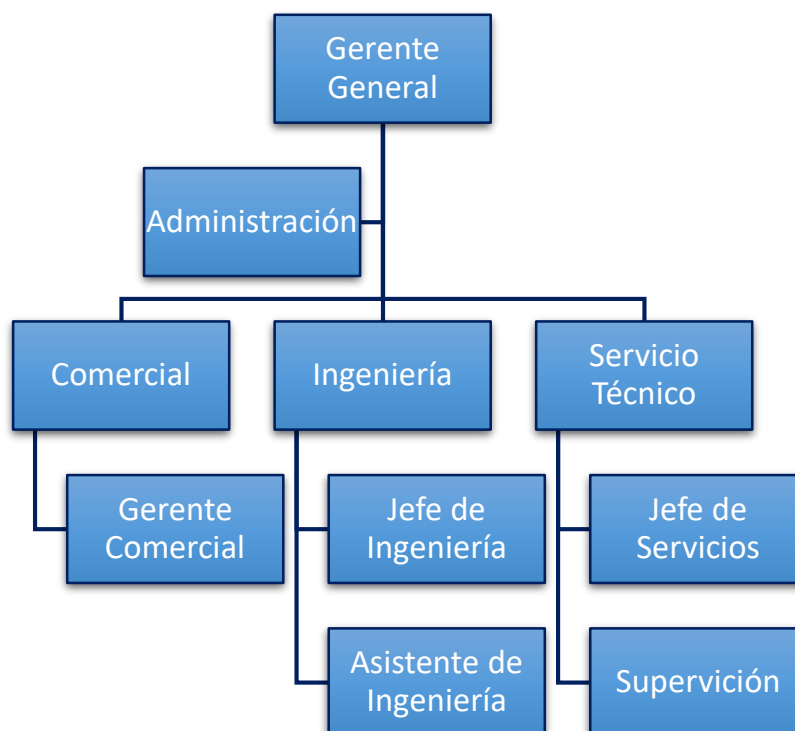 Gerente
General
Administración
Comercial
Ingeniería
Servicio
Técnico
Gerente
Comercial
Jefe de
Ingeniería
Jefe de
Servicios
Asistente de
Ingeniería
Supervición